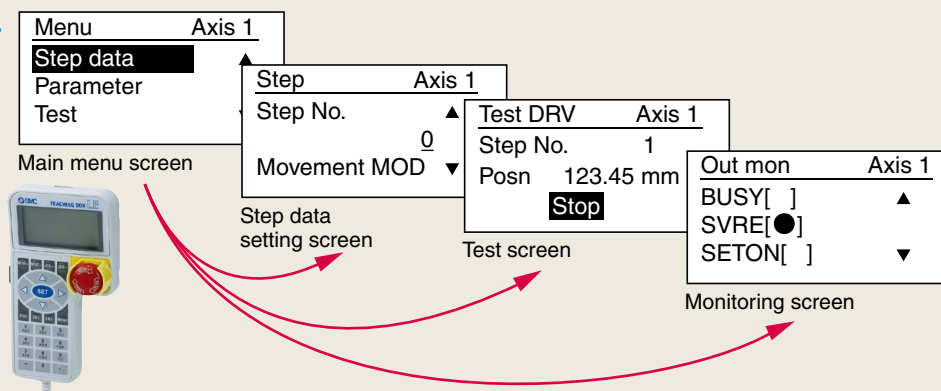 Menu Axis 1
Step data ▲
Parameter
Test ▼
Main menu screen
Step Axis 1
Step No. ▲
0
Movement MOD ▼
Step data
setting screen
Test DRV Axis 1
Step No. 1
Posn 123.45 mm
Stop
Test screen
Out mon Axis 1
BUSY[ ] ▲
SVRE[●]
SETON[ ] ▼
Monitoring screen
SMC TEACHING BOX LE
SET